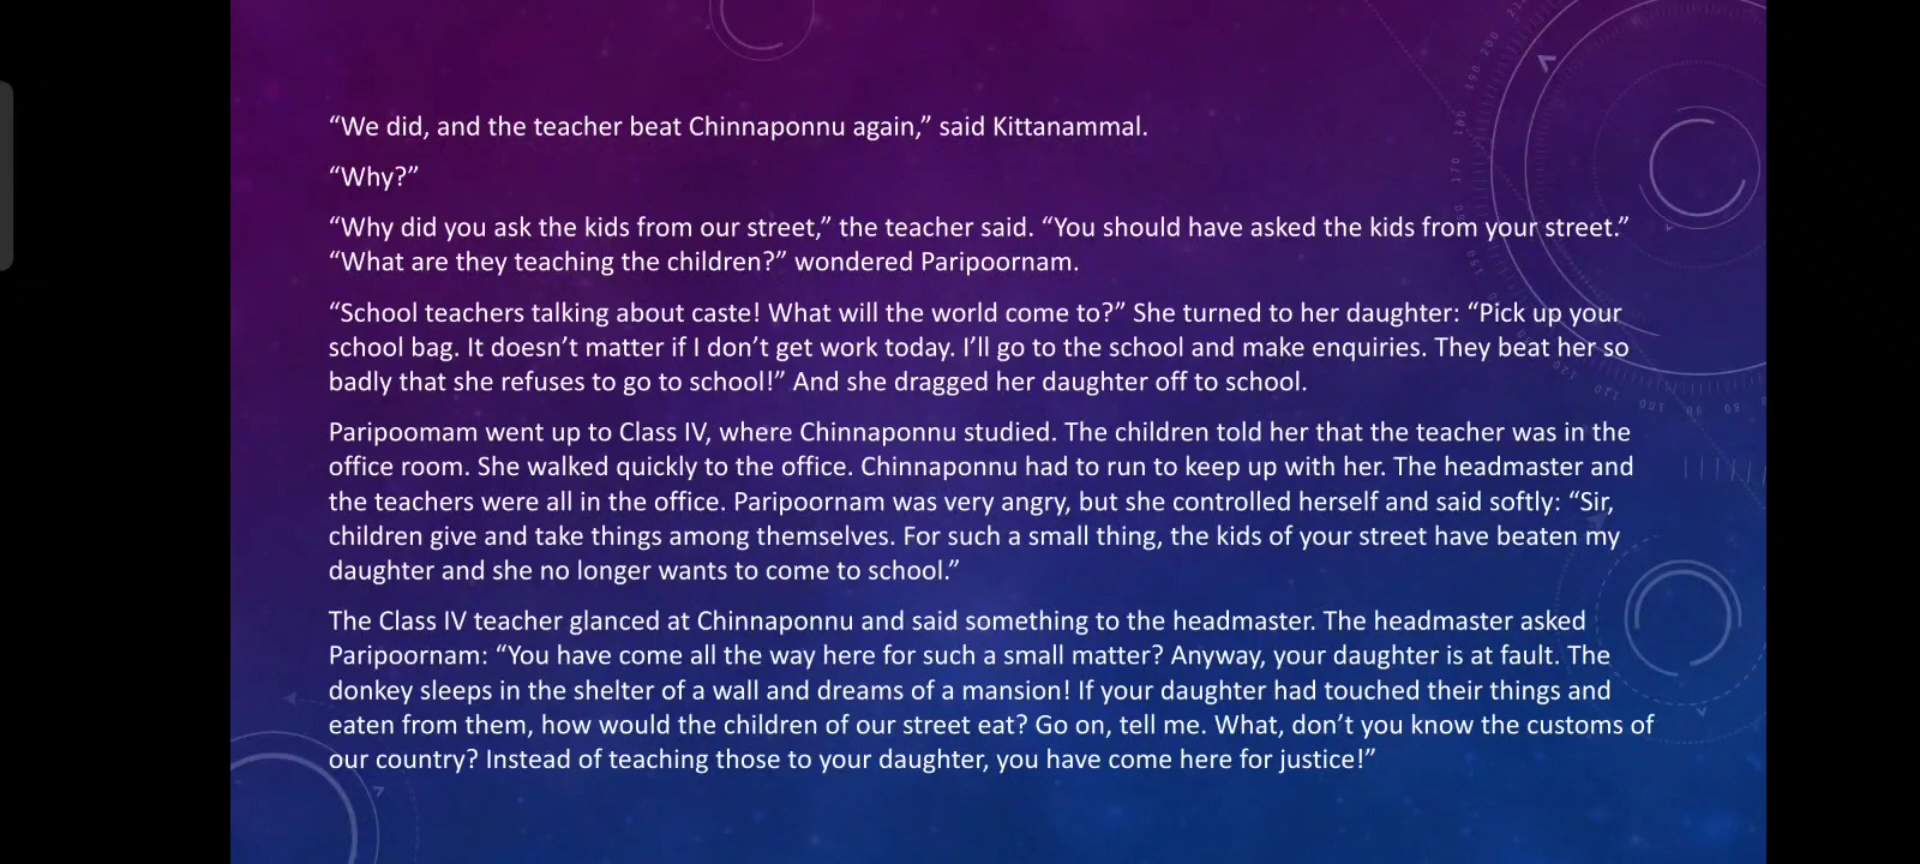 “We did, and the teacher beat Chinnaponnu again,” said Kittanammal.
“Why?”
“Why did you ask the kids from our street,” the teacher said. “You should have asked the kids from your street.”
“What are they teaching the children?” wondered Paripoornam.
“School teachers talking about caste! What will the world come to?” She turned to her daughter: “Pick up your
school bag. It doesn’t matter if I don’t get work today. I’ll go to the school and make enquiries. They beat her so
badly that she refuses to go to school!” And she dragged her daughter off to school.
Paripoomam went up to Class IV, where Chinnaponnu studied. The children told her that the teacher was in the
office room. She walked quickly to the office. Chinnaponnu had to run to keep up with her. The headmaster and
the teachers were all in the office. Paripoornam was very angry, but she controlled herself and said softly: “Sir,
children give and take things among themselves. For such a small thing, the kids of your street have beaten my
daughter and she no longer wants to come to school.”
The Class IV teacher glanced at Chinnaponnu and said something to the headmaster. The headmaster asked
Paripoornam: “You have come all the way here for such a small matter? Anyway, your daughter is at fault. The
donkey sleeps in the shelter of a wall and dreams of a mansion! If your daughter had touched their things and
eaten from them, how would the children of our street eat? Go on, tell me. What, don’t you know the customs of
our country? Instead of teaching those to your daughter, you have come here for justice!”